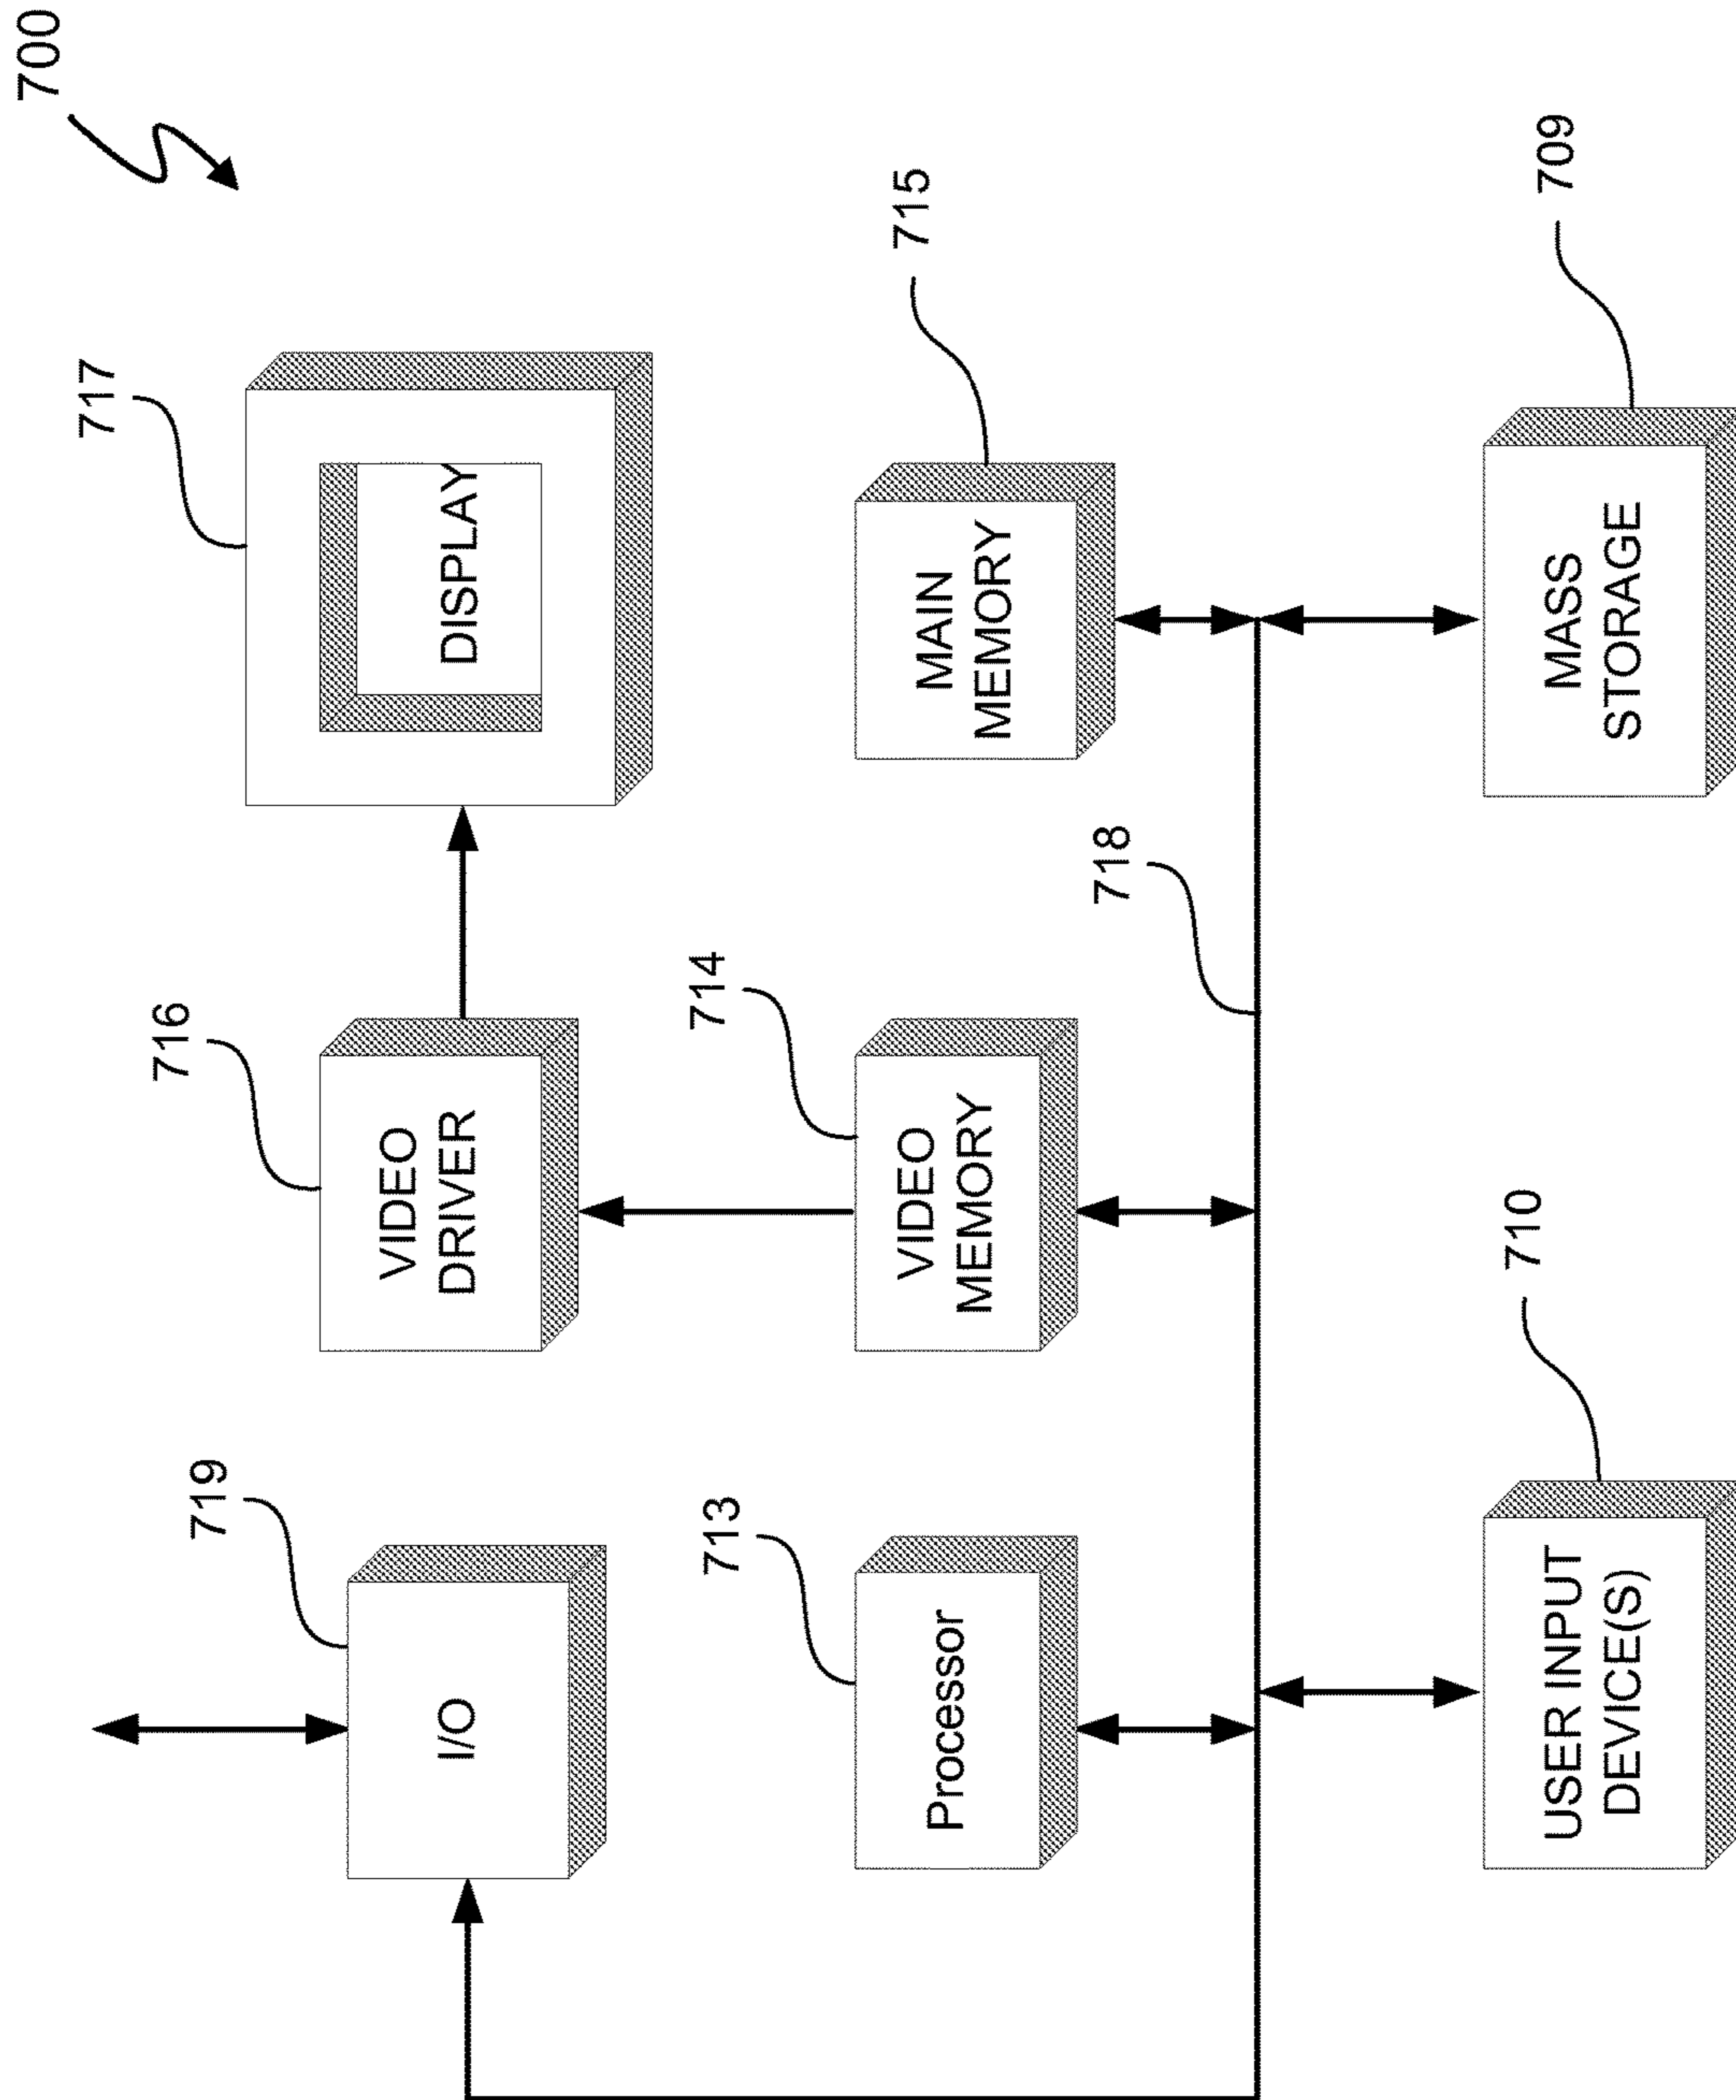 700
717
DISPLAY
716
VIDEO
DRIVER
719
I/O
715
MAIN
MEMORY
714
VIDEO
MEMORY
713
Processor
718
709
MASS
STORAGE
710
USER INPUT
DEVICE(S)